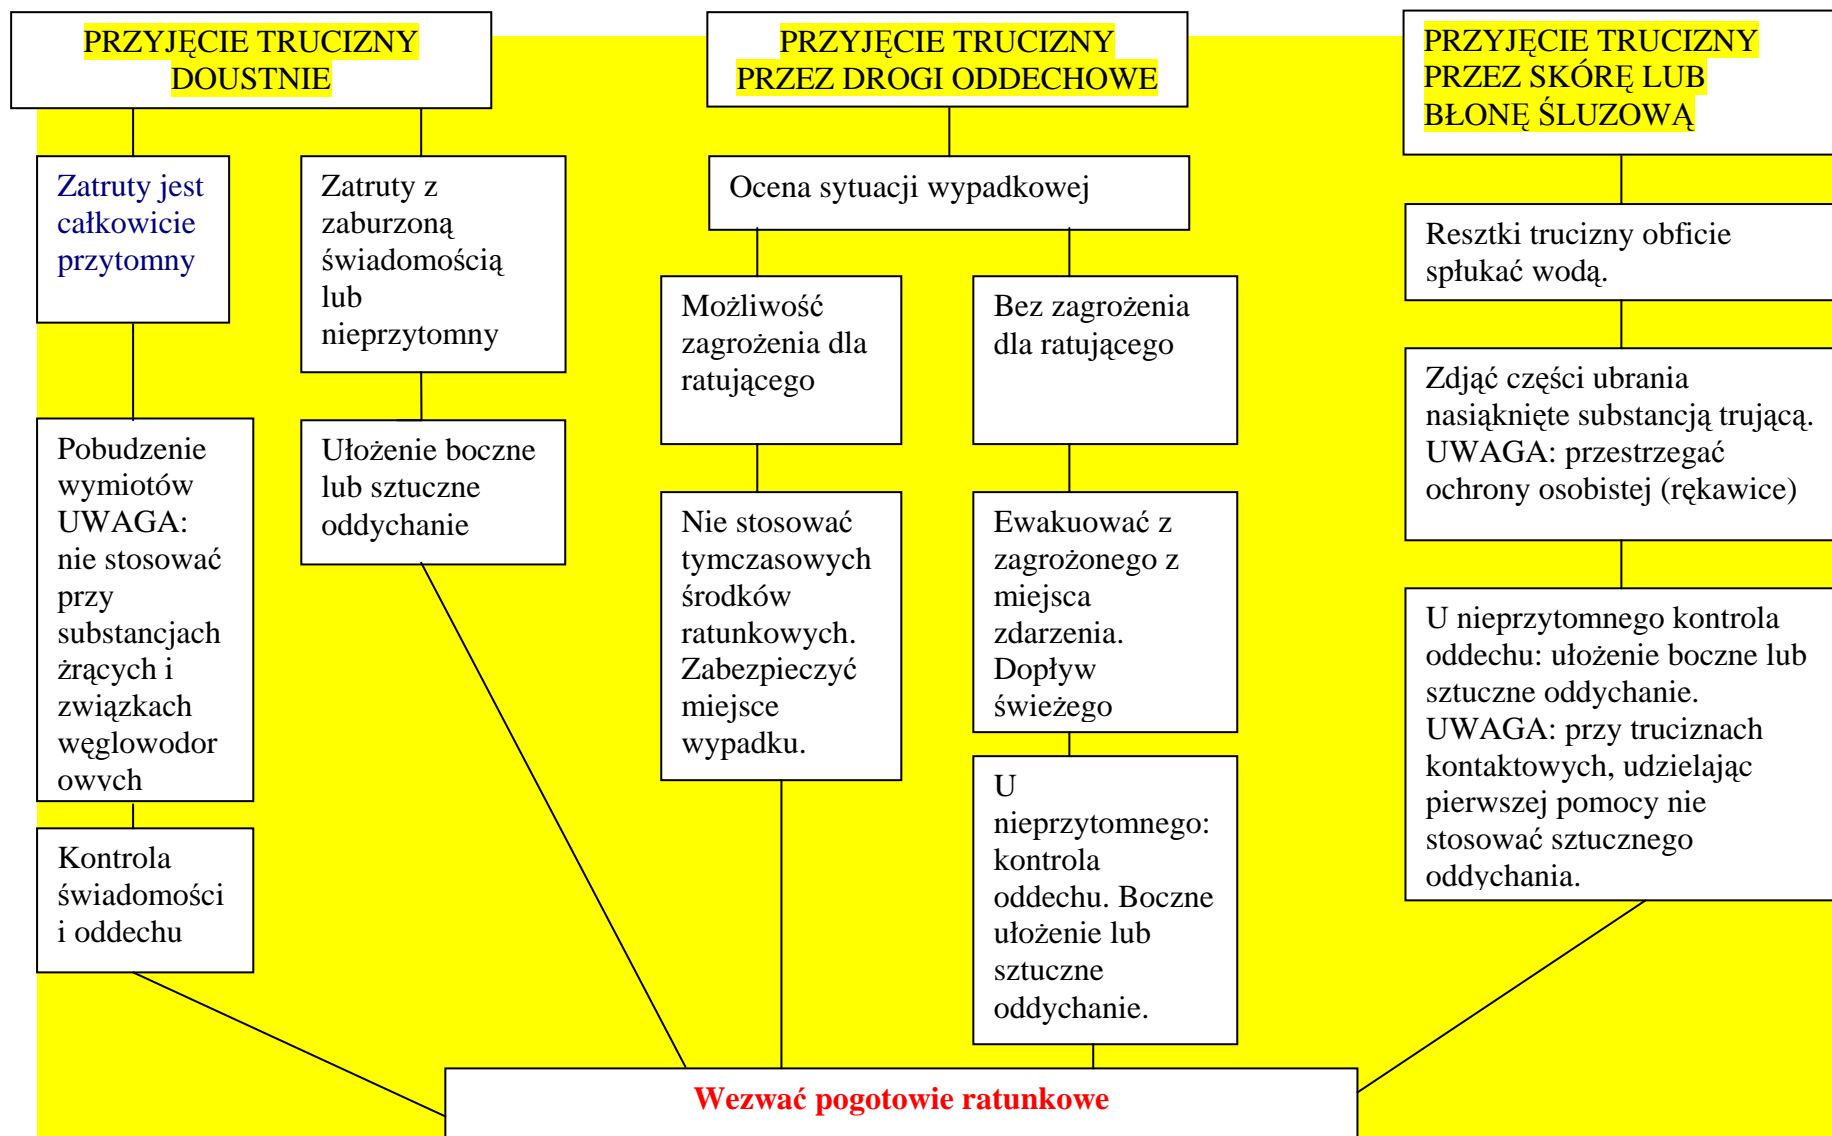 PRZYJĘCIE TRUCIZNY
DOUSTNIE
Zatruty jest
całkowicie
przytomny
Pobudzenie
wymiotów
UWAGA:
nie stosować
przy
substancjach
żrących i
związkach
węglowodor
owych
Kontrola
świadomości
i oddechu
Zatruty z
zaburzoną
świadomością
lub
nieprzytomny
Ułożenie boczne
lub sztuczne
oddychanie
PRZYJĘCIE TRUCIZNY
PRZEZ DROGI ODDECHOWE
Ocena sytuacji wypadkowej
Możliwość
zagrożenia dla
ratującego
Nie stosować
tymczasowych
środków
ratunkowych.
Zabezpieczyć
miejsce
wypadku.
Bez zagrożenia
dla ratującego
Ewakuować z
zagrożonego z
miejsca
zdarzenia.
Dopływ
świeżego
U
nieprzytomnego:
kontrola
oddechu. Boczne
ułożenie lub
sztuczne
oddychanie.
PRZYJĘCIE TRUCIZNY
PRZEZ SKÓRĘ LUB
BŁONĘ ŚLUZOWĄ
Resztki trucizny obficie
spłukać wodą.
Zdjąć części ubrania
nasiąknięte substancją trującą.
UWAGA: przestrzegać
ochrony osobistej (rękawice)
U nieprzytomnego kontrola
oddechu: ułożenie boczne lub
sztuczne oddychanie.
UWAGA: przy truciznach
kontaktowych, udzielając
pierwszej pomocy nie
stosować sztucznego
oddychania.
Wezwać pogotowie ratunkowe